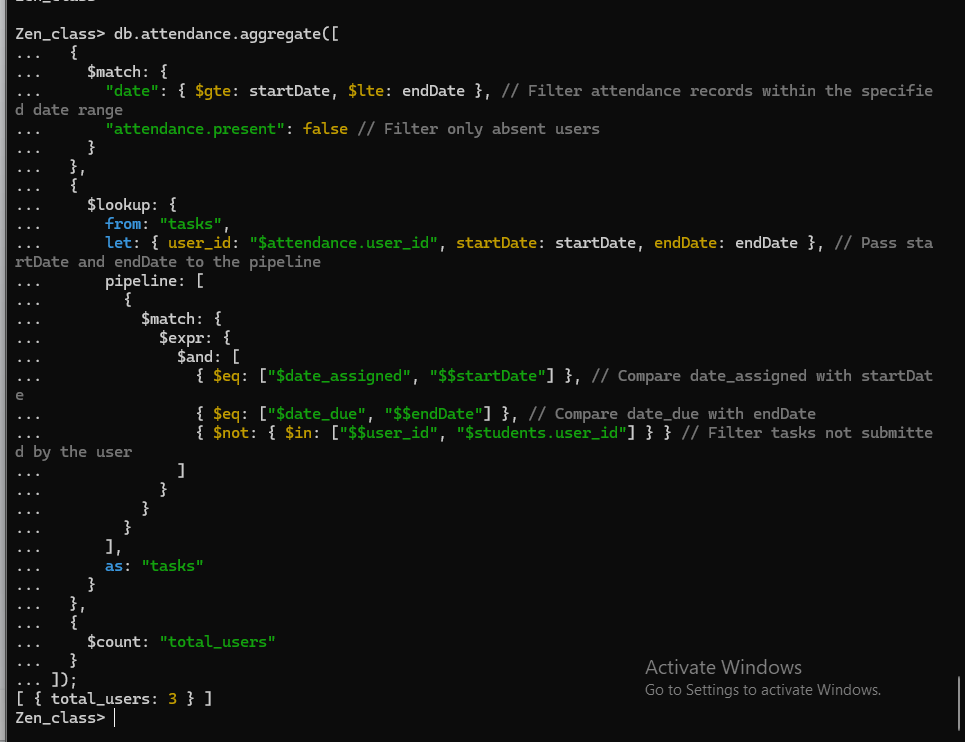 Zen_class> db.attendance.aggregate([
...   {
...     $match: {
...       "date": { $gte: startDate, $lte: endDate }, // Filter attendance records within the specifie
d date range
...       "attendance.present": false // Filter only absent users
...     }
...   },
...   {
...     $lookup: {
...       from: "tasks",
...       let: { user_id: "$attendance.user_id", startDate: startDate, endDate: endDate }, // Pass sta
rtDate and endDate to the pipeline
...       pipeline: [
...         {
...           $match: {
...             $expr: {
...               $and: [
...                 { $eq: ["$date_assigned", "$$startDate"] }, // Compare date_assigned with startDat
e
...                 { $eq: ["$date_due", "$$endDate"] }, // Compare date_due with endDate
...                 { $not: { $in: ["$$user_id", "$students.user_id"] } } // Filter tasks not submitte
d by the user
...               ]
...             }
...           }
...         }
...       ],
...       as: "tasks"
...     }
...   },
...   {
...     $count: "total_users"
...   }
... ]);
[ { total_users: 3 } ]
Zen_class>
Activate Windows
Go to Settings to activate Windows.